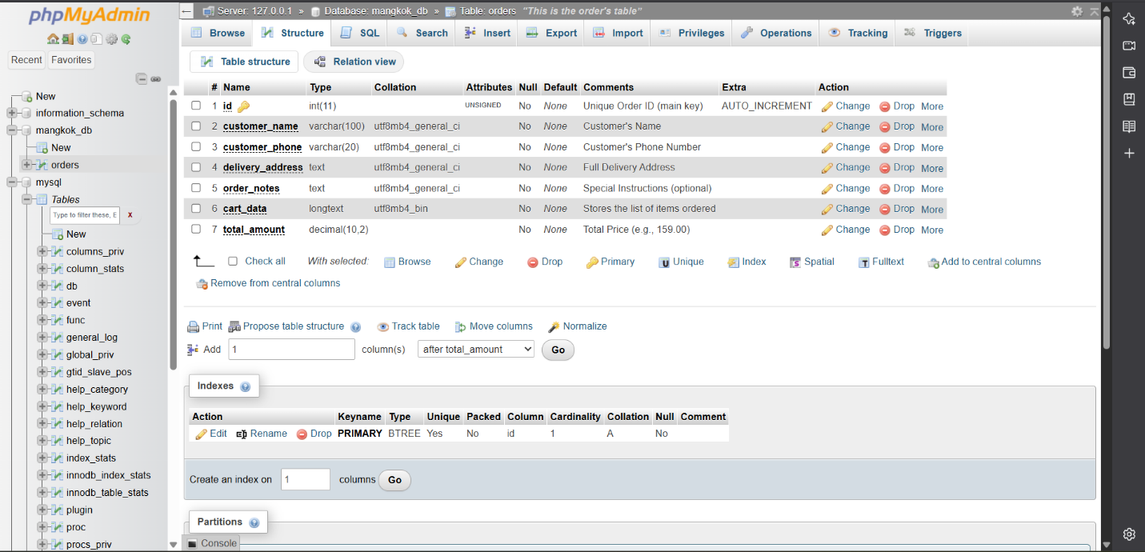 phpMyAdmin
Server: 127.0.0.1 » Database: mangkok_db » Table: orders "This is the order's table"
Browse Structure SQL Search Insert Export Import Privileges Operations Tracking Triggers
Recent Favorites
Table structure Relation view
New
information_schema
mangkok_db
New
orders
mysql
Tables
Type to filter these, E x
New
columns_priv
column_stats
db
event
func
general_log
global_priv
gtid_slave_pos
help_category
help_keyword
help_relation
help_topic
index_stats
innodb_index_stats
innodb_table_stats
plugin
proc
procs_priv
# Name Type Collation Attributes Null Default Comments Extra Action
1 id int(11) UNSIGNED No None Unique Order ID (main key) AUTO_INCREMENT Change Drop More
2 customer_name varchar(100) utf8mb4_general_ci No None Customer's Name Change Drop More
3 customer_phone varchar(20) utf8mb4_general_ci No None Customer's Phone Number Change Drop More
4 delivery_address text utf8mb4_general_ci No None Full Delivery Address Change Drop More
5 order_notes text utf8mb4_general_ci No None Special Instructions (optional) Change Drop More
6 cart_data longtext utf8mb4_bin No None Stores the list of items ordered Change Drop More
7 total_amount decimal(10,2) No None Total Price (e.g., 159.00) Change Drop More
Check all With selected: Browse Change Drop Primary Unique Index Spatial Fulltext Add to central columns
Remove from central columns
Print Propose table structure Track table Move columns Normalize
Add 1 column(s) after total_amount Go
Indexes
Action Keyname Type Unique Packed Column Cardinality Collation Null Comment
Edit Rename Drop PRIMARY BTREE Yes No id 1 A No
Create an index on 1 columns Go
Partitions
Console